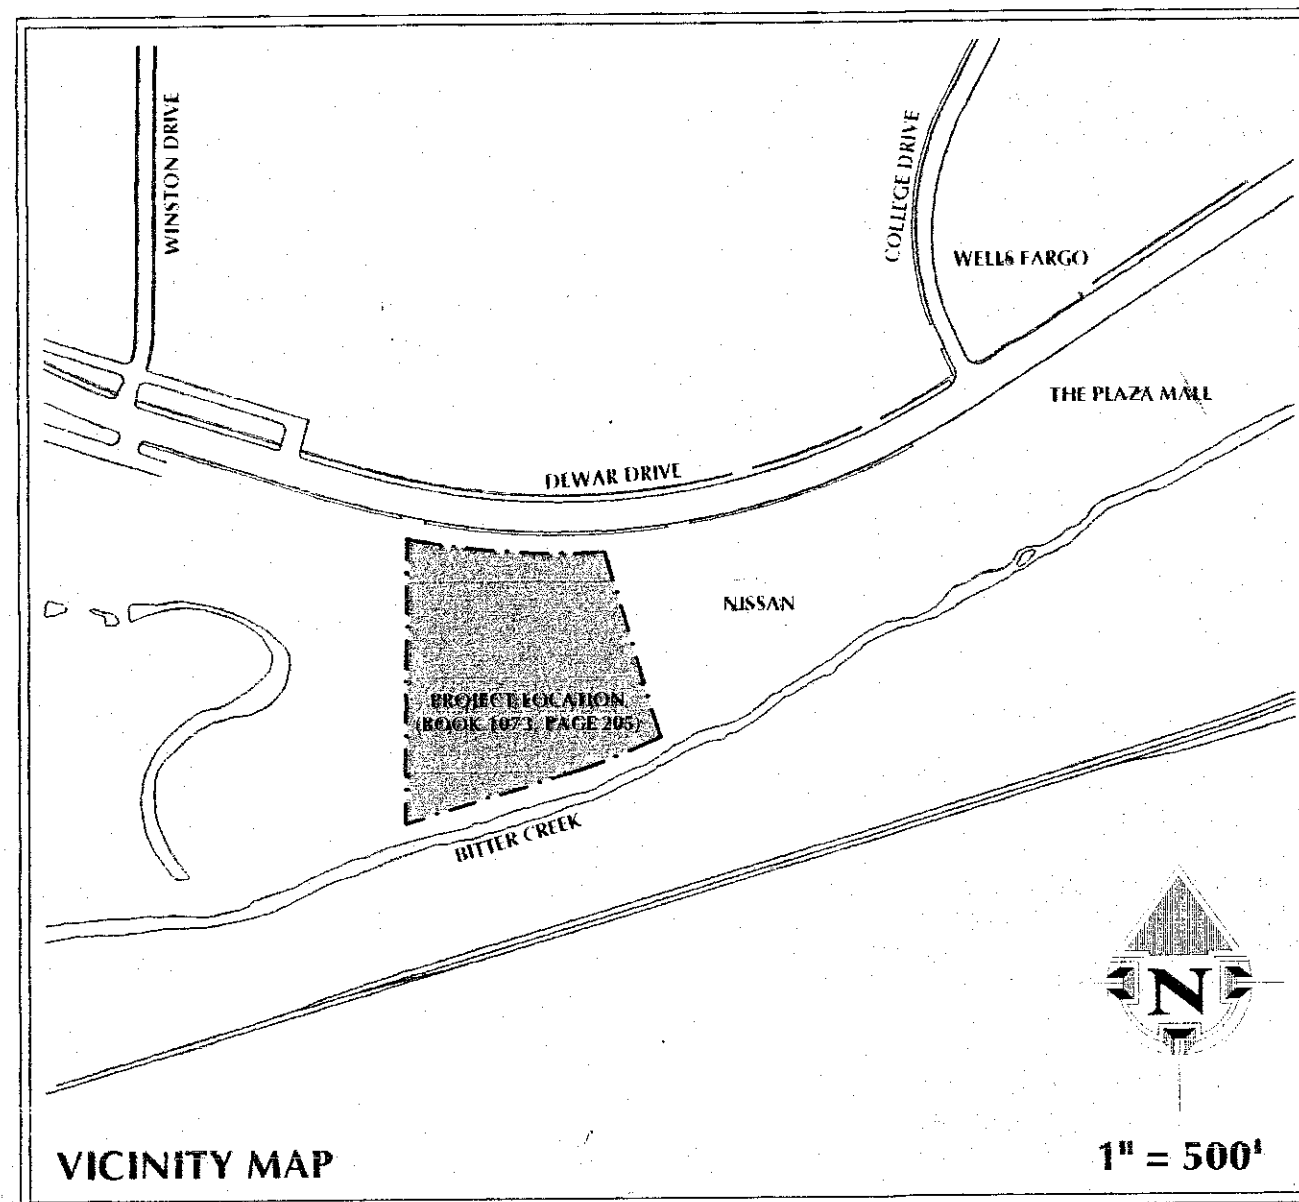 WINSTON DRIVE
COLLEGE DRIVE
WELLS FARGO
THE PLAZA MALL
DEWAR DRIVE
NISSAN
PROJECT LOCATION
(BOOK 1073, PAGE 205)
BITTER CREEK
N
VICINITY MAP
1" = 500'